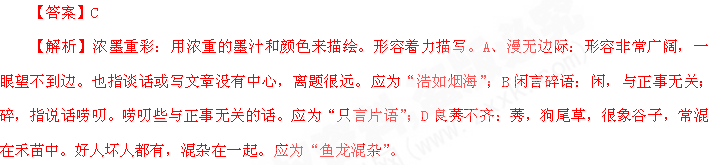 【答案】C
【解析】浓墨重彩：用浓重的墨汁和颜色来描绘。形容着力描写。A、漫无边际：形容非常广阔，一
眼望不到边。也指谈话或写文章没有中心，离题很远。应为“浩如烟海”；B闲言碎语：闲，与正事无关；
碎，指说话唠叨。唠叨些与正事无关的话。应为“只言片语”；D良莠不齐：莠，狗尾草，很象谷子，常混
在禾苗中。好人坏人都有，混杂在一起。应为“鱼龙混杂”。